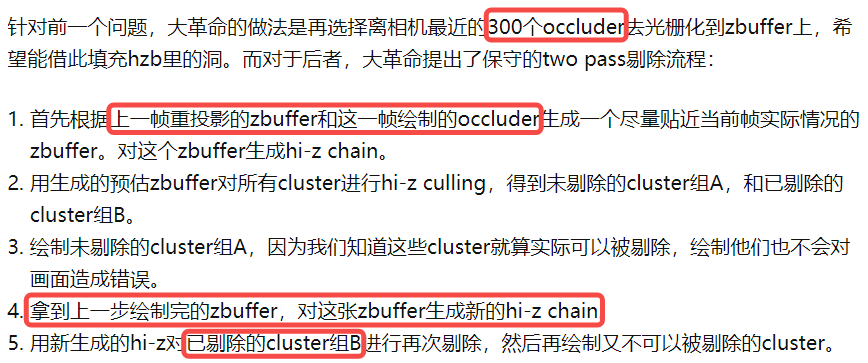 针对前一个问题，大革命的做法是再选择离相机最近的300个occluder去光栅化到zbuffer上，希
望能借此填充hzb里的洞。而对于后者，大革命提出了保守的two pass剔除流程：
1. 首先根据上一帧重投影的zbuffer和这一帧绘制的occluder生成一个尽量贴近当前帧实际情况的
zbuffer。对这个zbuffer生成hi-z chain。
2. 用生成的预估zbuffer对所有cluster进行hi-z culling，得到未剔除的cluster组A，和已剔除的
cluster组B。
3. 绘制未剔除的cluster组A，因为我们知道这些cluster就算实际可以被剔除，绘制他们也不会对
画面造成错误。
4. 拿到上一步绘制完的zbuffer，对这张zbuffer生成新的hi-z chain
5. 用新生成的hi-z对已剔除的cluster组B进行再次剔除，然后再绘制又不可以被剔除的cluster。